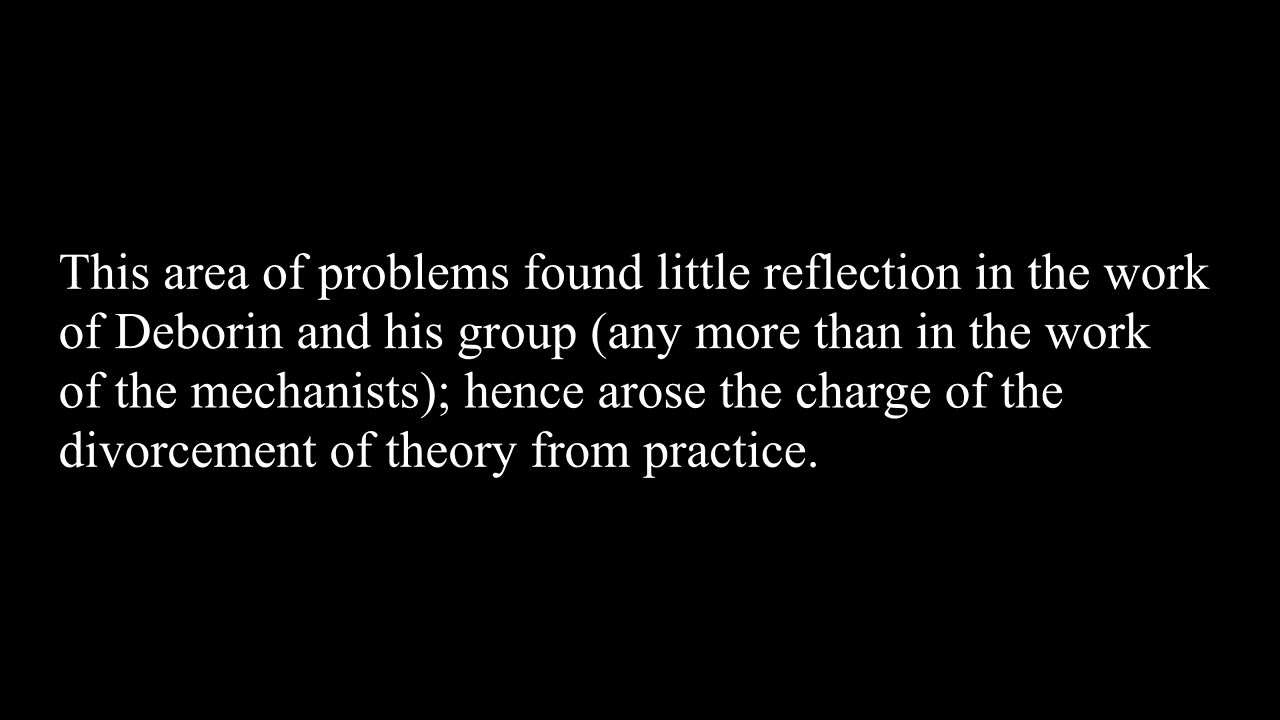 This area of problems found little reflection in the work
of Deborin and his group (any more than in the work
of the mechanists); hence arose the charge of the
divorcement of theory from practice.